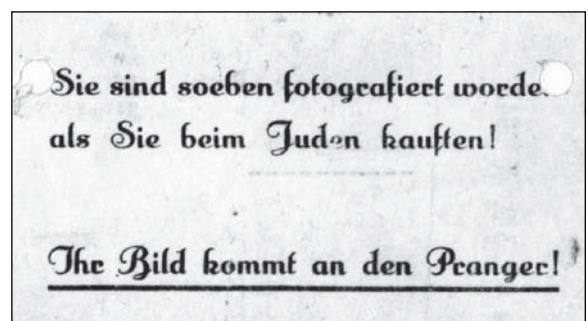 Sie sind soeben fotografiert worde
als Sie beim Juden kauften!
Ihr Bild kommt an den Pranger!